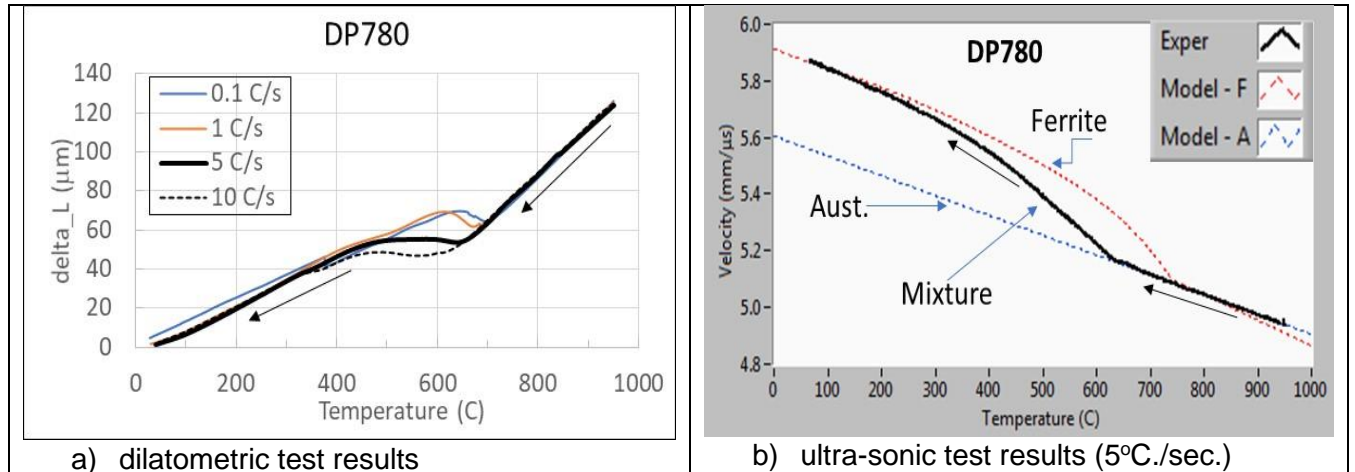 DP780
140
120
100
80
60
40
20
0
delta_L (μm)
0.1 C/s
1 C/s
5 C/s
10 C/s
0 200 400 600 800 1000
Temperature (C)
a) dilatometric test results
DP780
6.0
5.8
5.6
5.4
5.2
5.0
4.8
Velocity (mm/μs)
Exper
Model - F
Model - A
Ferrite
Aust.
Mixture
0 100 200 300 400 500 600 700 800 900 1000
Temperature (C)
b) ultra-sonic test results (5°C./sec.)